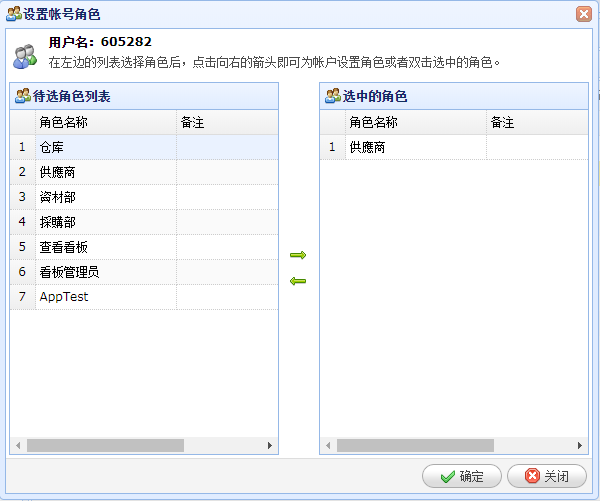 设置帐号角色
用户名：605282
在左边的列表选择角色后，点击向右的箭头即可为帐户设置角色或者双击选中的角色。
待选角色列表
角色名称 备注
1 仓库
2 供應商
3 資材部
4 採購部
5 查看看板
6 看板管理员
7 AppTest
选中的角色
角色名称 备注
1 供應商
确定 关闭